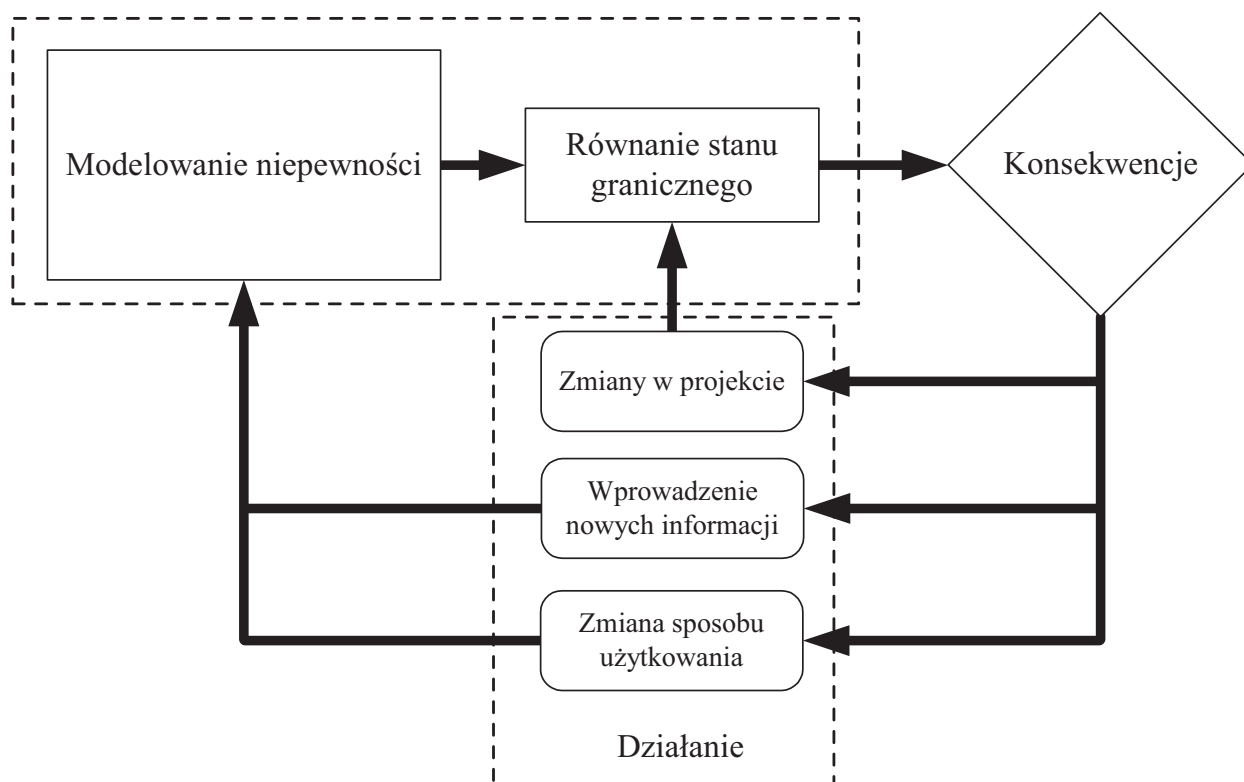 Modelowanie niepewności
Równanie stanu
granicznego
Konsekwencje
Zmiany w projekcie
Wprowadzenie
nowych informacji
Zmiana sposobu
użytkowania
Działanie